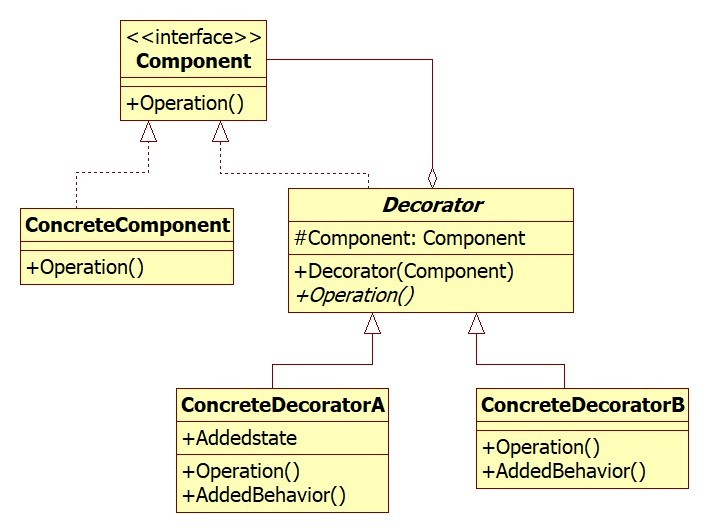 <<interface>>
Component
+Operation()
ConcreteComponent
+Operation()
Decorator
#Component: Component
+Decorator(Component)
+Operation()
ConcreteDecoratorA
+Addedstate
+Operation()
+AddedBehavior()
ConcreteDecoratorB
+Operation()
+AddedBehavior()